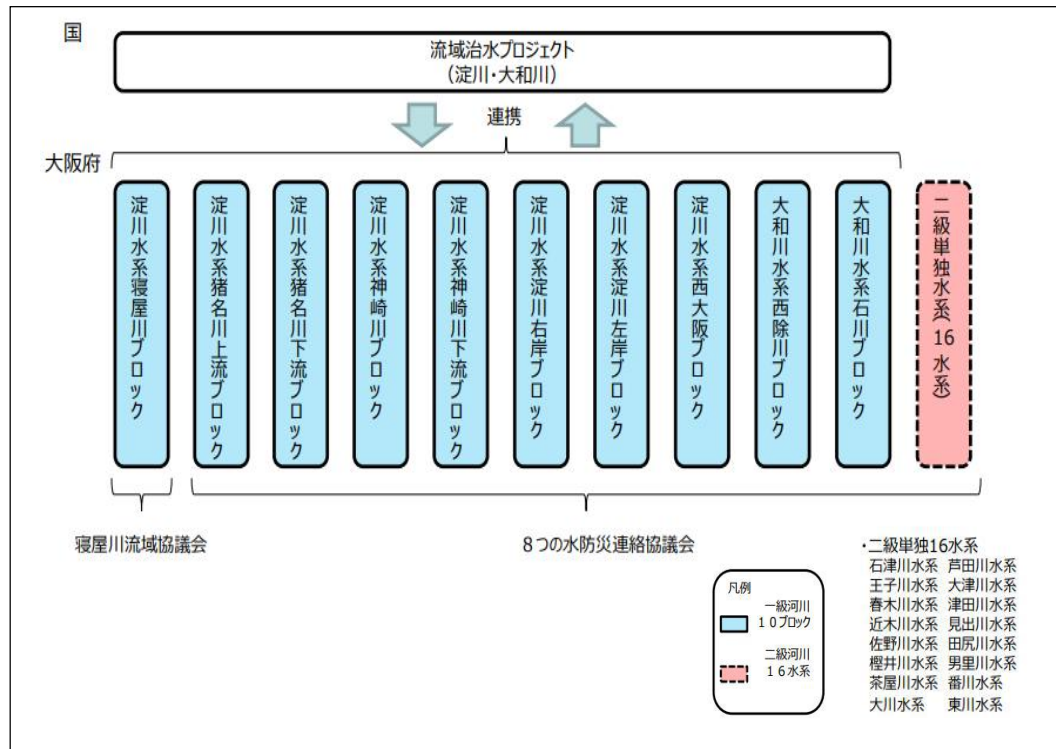 国
流域治水プロジェクト
（淀川・大和川）
連携
大阪府
淀川水系寝屋川ブロック
淀川水系猪名川上流ブロック
淀川水系猪名川下流ブロック
淀川水系神崎川ブロック
淀川水系神崎川下流ブロック
淀川水系淀川右岸ブロック
淀川水系淀川左岸ブロック
淀川水系西大阪ブロック
大和川水系西除川ブロック
大和川水系石川ブロック
二級単独水系（16水系）
寝屋川流域協議会
８つの水防災連絡協議会
・二級単独16水系
石津川水系 芦田川水系
王子川水系 大津川水系
春木川水系 津田川水系
近木川水系 見出川水系
佐野川水系 田尻川水系
樫井川水系 男里川水系
茶屋川水系 番川水系
大川水系 東川水系
凡例
一級河川
１０ブロック
二級河川
１６水系